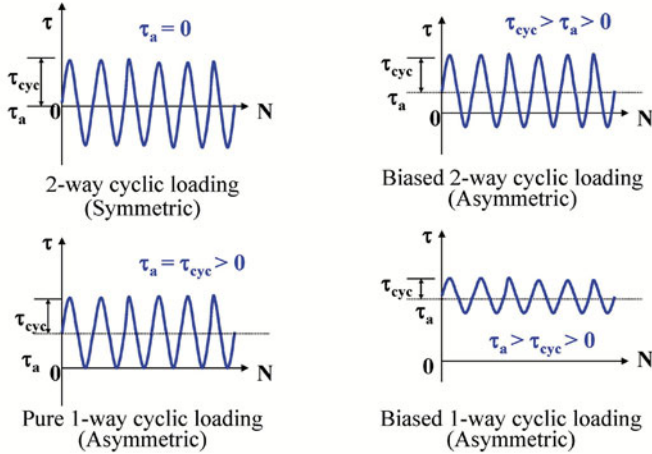 τ
τₐ = 0
τcyc
τₐ
0
N
2-way cyclic loading
(Symmetric)
τ
τcyc > τₐ > 0
τcyc
τₐ
0
N
Biased 2-way cyclic loading
(Asymmetric)
τ
τₐ = τcyc > 0
τcyc
τₐ
0
N
Pure 1-way cyclic loading
(Asymmetric)
τ
τcyc
τₐ
τₐ > τcyc > 0
0
N
Biased 1-way cyclic loading
(Asymmetric)